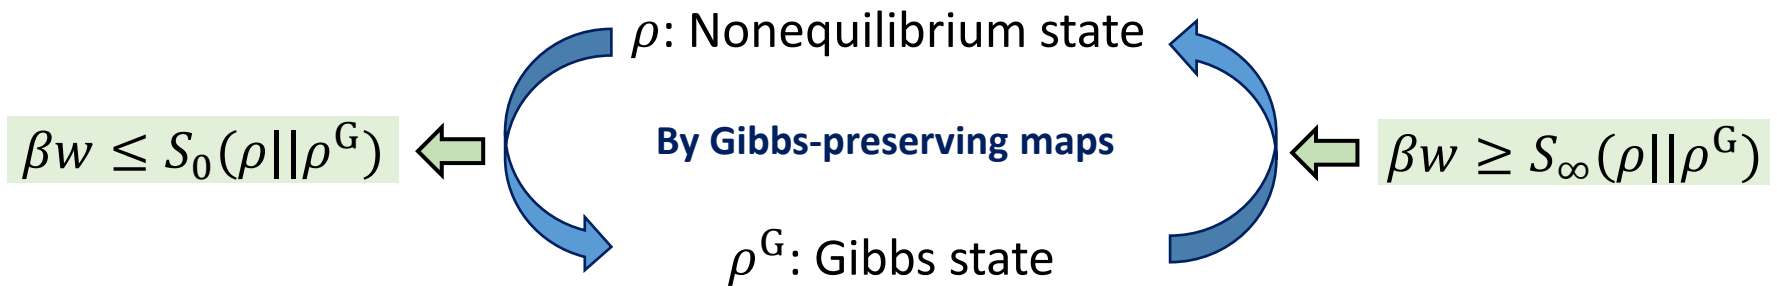 ρ: Nonequilibrium state
βw ≤ S₀(ρ||ρᴳ)
By Gibbs-preserving maps
βw ≥ S∞(ρ||ρᴳ)
ρᴳ: Gibbs state